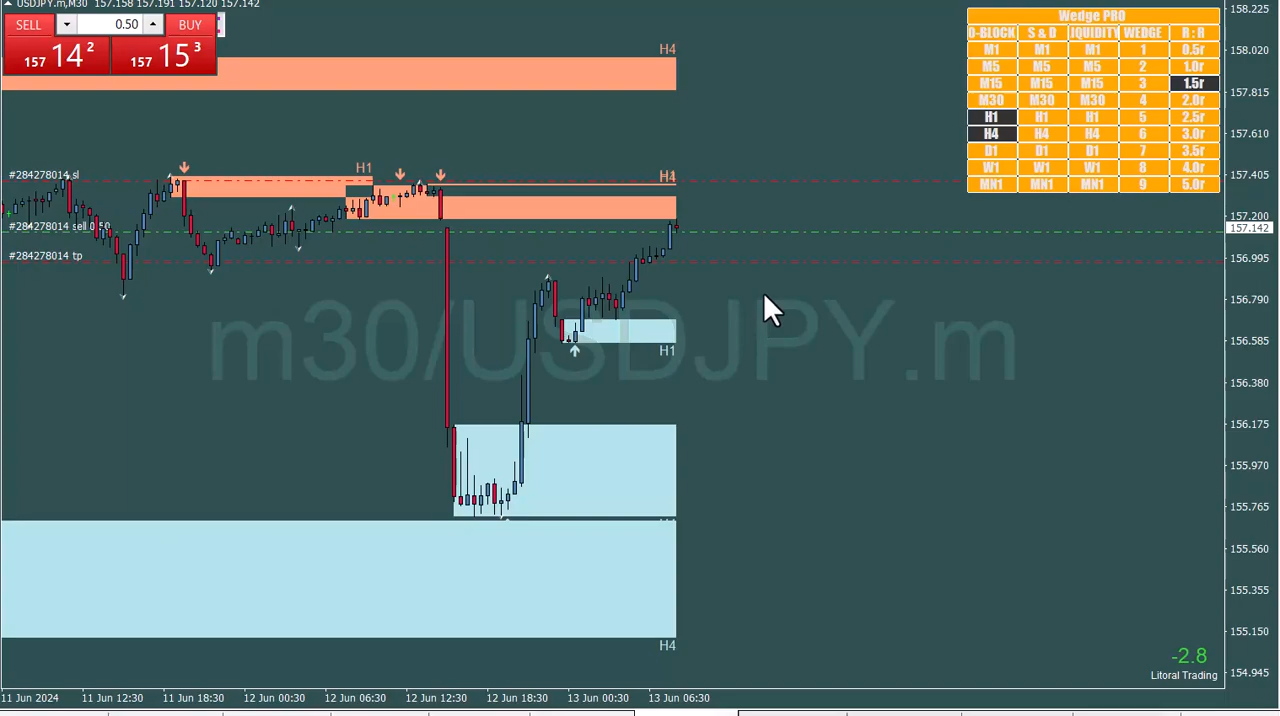 USDJPY.m,M30 157.158 157.191 157.120 157.142
SELL 0.50 BUY
157 14 2 157 15 3
Wedge PRO
O-BLOCK S & D IQUIDITY WEDGE R : R
M1 M1 M1 1 0.5r
M5 M5 M5 2 1.0r
M15 M15 M15 3 1.5r
M30 M30 M30 4 2.0r
H1 H1 H1 5 2.5r
H4 H4 H4 6 3.0r
D1 D1 D1 7 3.5r
W1 W1 W1 8 4.0r
MN1 MN1 MN1 9 5.0r
H4
H1
H4
#284278014 sl
#284278014 sell 0.50
#284278014 tp
m30/USDJPY.m
H1
H4
158.225
158.020
157.815
157.610
157.405
157.200
157.142
156.995
156.790
156.585
156.380
156.175
155.970
155.765
155.560
155.355
155.150
154.945
-2.8
Litoral Trading
11 Jun 2024 11 Jun 12:30 11 Jun 18:30 12 Jun 00:30 12 Jun 06:30 12 Jun 12:30 12 Jun 18:30 13 Jun 00:30 13 Jun 06:30